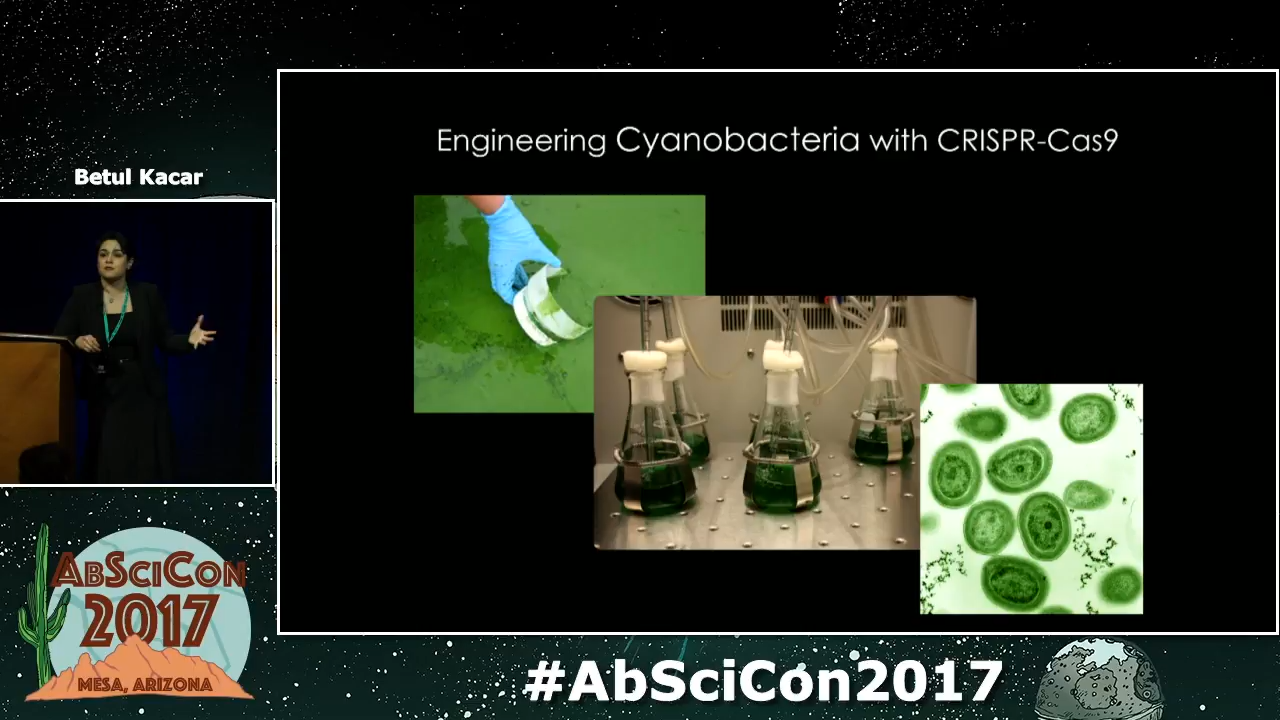 Engineering Cyanobacteria with CRISPR-Cas9
Betul Kacar
AbSciCon
2017
MESA, ARIZONA
#AbSciCon2017